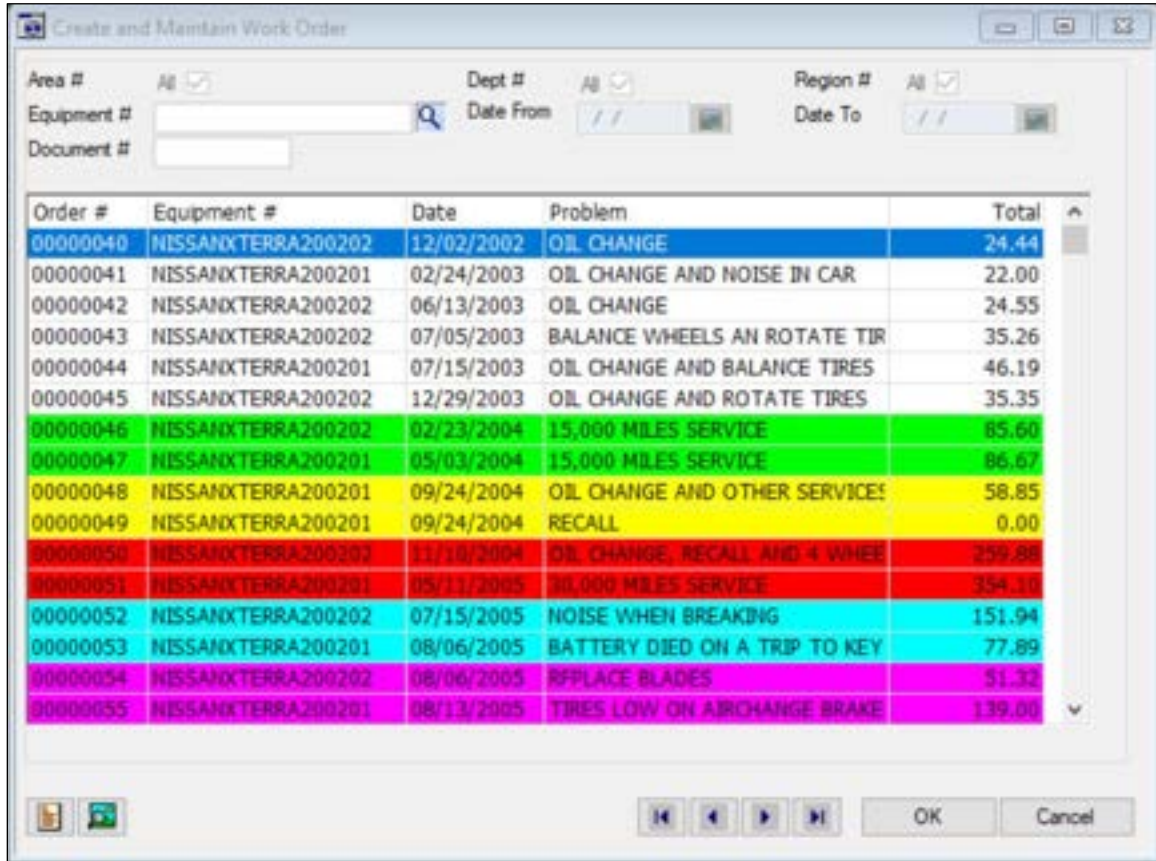 Create and Maintain Work Order
Area # All Dept # All Region # All
Equipment # Date From / / Date To / /
Document #
Order # Equipment # Date Problem Total
00000040 NISSANXTERRA200202 12/02/2002 OIL CHANGE 24.44
00000041 NISSANXTERRA200201 02/24/2003 OIL CHANGE AND NOISE IN CAR 22.00
00000042 NISSANXTERRA200202 06/13/2003 OIL CHANGE 24.55
00000043 NISSANXTERRA200202 07/05/2003 BALANCE WHEELS AN ROTATE TIR 35.26
00000044 NISSANXTERRA200201 07/15/2003 OIL CHANGE AND BALANCE TIRES 46.19
00000045 NISSANXTERRA200202 12/29/2003 OIL CHANGE AND ROTATE TIRES 35.35
00000046 NISSANXTERRA200202 02/23/2004 15,000 MILES SERVICE 85.60
00000047 NISSANXTERRA200201 05/03/2004 15,000 MILES SERVICE 86.67
00000048 NISSANXTERRA200201 09/24/2004 OIL CHANGE AND OTHER SERVICES 58.85
00000049 NISSANXTERRA200201 09/24/2004 RECALL 0.00
00000050 NISSANXTERRA200202 11/10/2004 OIL CHANGE, RECALL AND 4 WHEE 259.88
00000051 NISSANXTERRA200201 05/11/2005 30,000 MILES SERVICE 354.10
00000052 NISSANXTERRA200202 07/15/2005 NOISE WHEN BREAKING 151.94
00000053 NISSANXTERRA200201 08/06/2005 BATTERY DIED ON A TRIP TO KEY 77.89
00000054 NISSANXTERRA200202 08/06/2005 REPLACE BLADES 51.32
00000055 NISSANXTERRA200201 08/13/2005 TIRES LOW ON AIRCHANGE BRAKE 139.00
OK Cancel